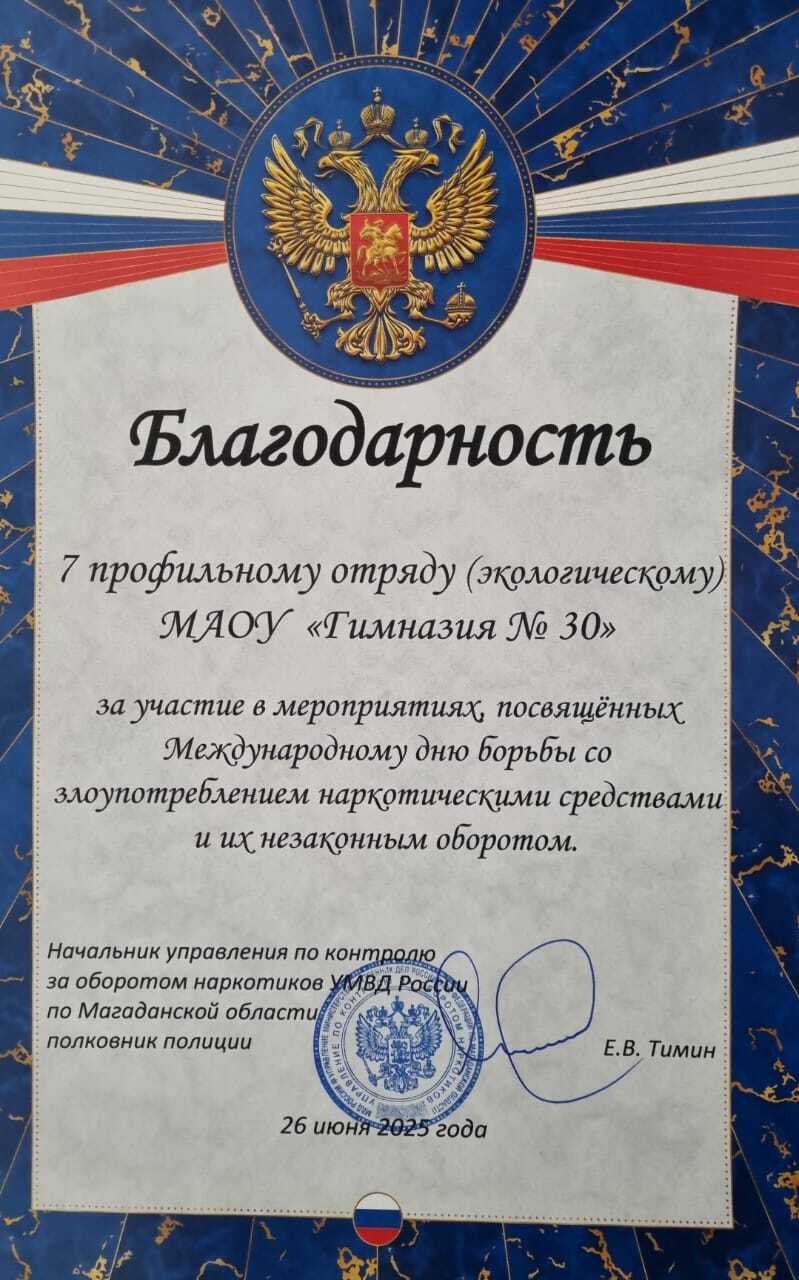 Благодарность
7 профильному отряду (экологическому)
МАОУ «Гимназия № 30»
за участие в мероприятиях, посвящённых
Международному дню борьбы со
злоупотреблением наркотическими средствами
и их незаконным оборотом.
Начальник управления по контролю
за оборотом наркотиков УМВД России
по Магаданской области
полковник полиции
Е.В. Тимин
26 июня 2025 года